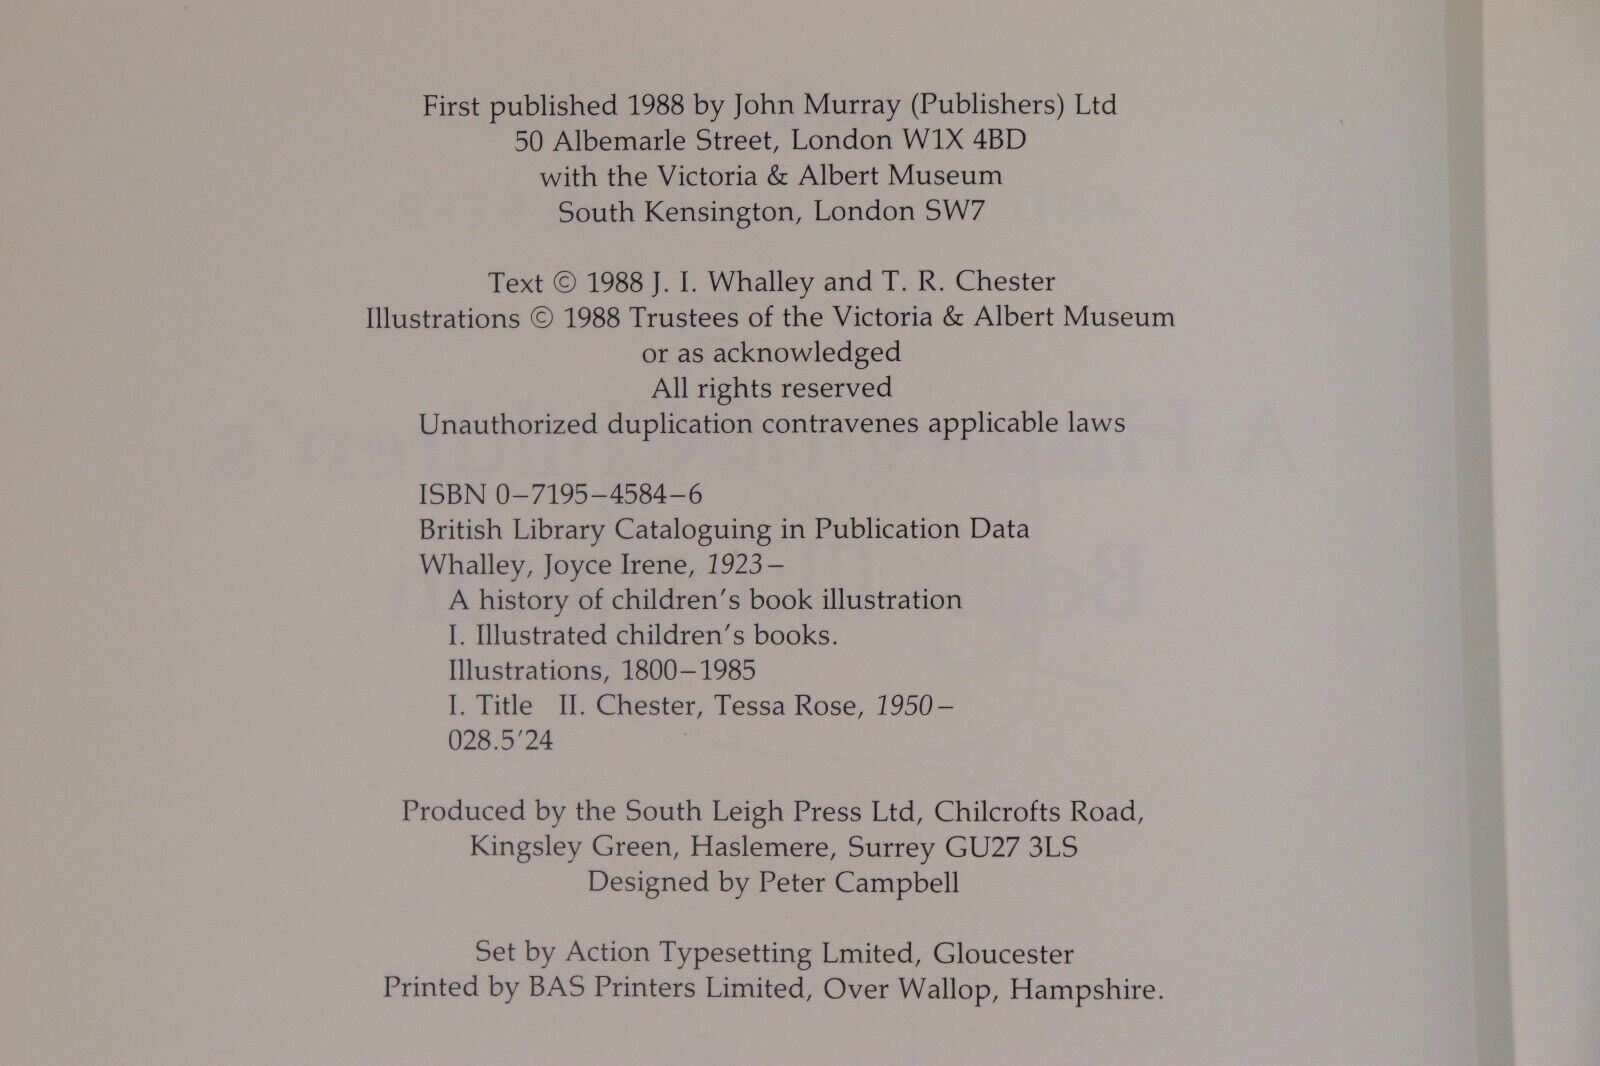 First published 1988 by John Murray (Publishers) Ltd
50 Albemarle Street, London W1X 4BD
with the Victoria & Albert Museum
South Kensington, London SW7
Text © 1988 J. I. Whalley and T. R. Chester
Illustrations © 1988 Trustees of the Victoria & Albert Museum
or as acknowledged
All rights reserved
Unauthorized duplication contravenes applicable laws
ISBN 0–7195–4584–6
British Library Cataloguing in Publication Data
Whalley, Joyce Irene, 1923–
A history of children's book illustration
I. Illustrated children's books.
Illustrations, 1800–1985
I. Title   II. Chester, Tessa Rose, 1950–
028.5'24
Produced by the South Leigh Press Ltd, Chilcrofts Road,
Kingsley Green, Haslemere, Surrey GU27 3LS
Designed by Peter Campbell
Set by Action Typesetting Lmited, Gloucester
Printed by BAS Printers Limited, Over Wallop, Hampshire.